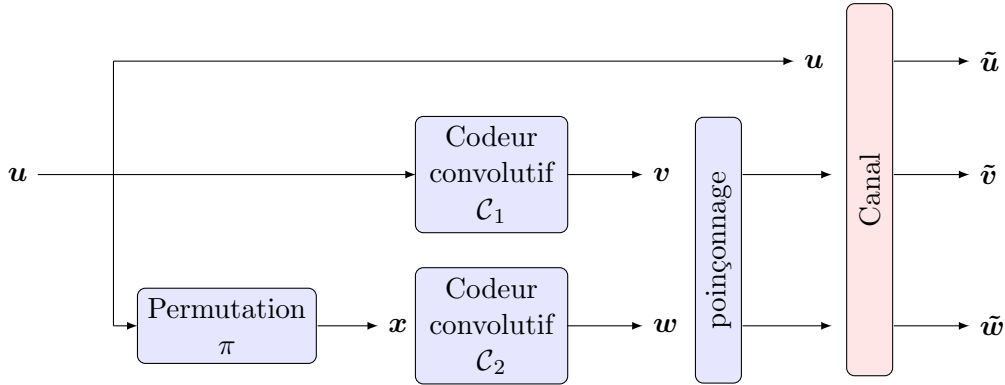 u
ũ
Codeur
convolutif
C₁
u
v
ṽ
Permutation
π
x
Codeur
convolutif
C₂
w
w̃
poinçonnage
Canal